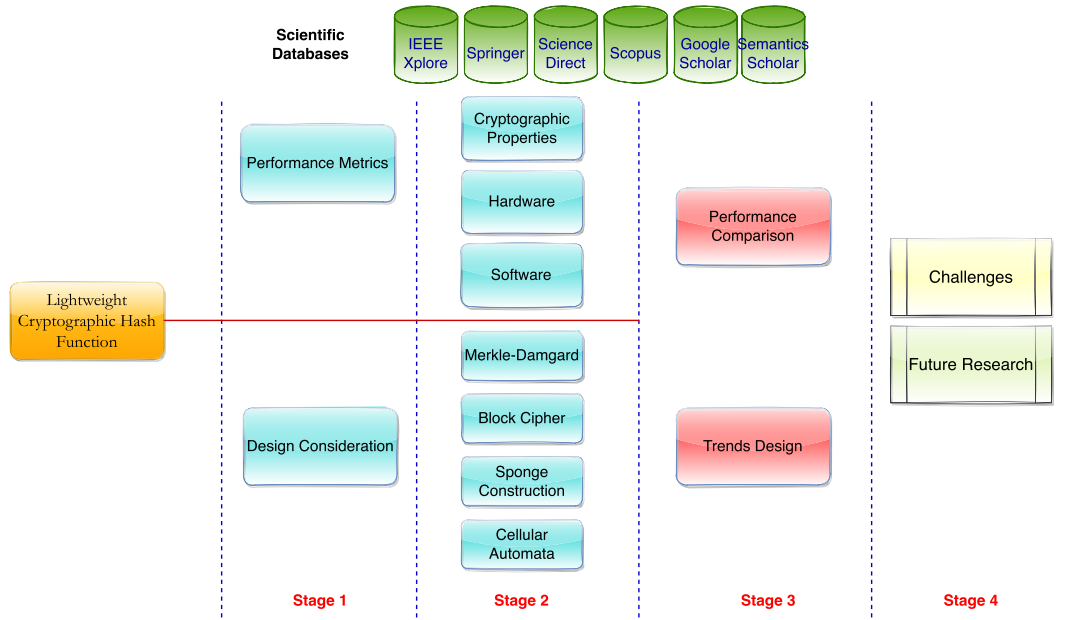 Scientific
Databases
IEEE
Xplore
Springer
Science
Direct
Scopus
Google
Scholar
Semantics
Scholar
Lightweight
Cryptographic Hash
Function
Performance Metrics
Design Consideration
Cryptographic
Properties
Hardware
Software
Merkle-Damgard
Block Cipher
Sponge
Construction
Cellular
Automata
Performance
Comparison
Trends Design
Challenges
Future Research
Stage 1
Stage 2
Stage 3
Stage 4